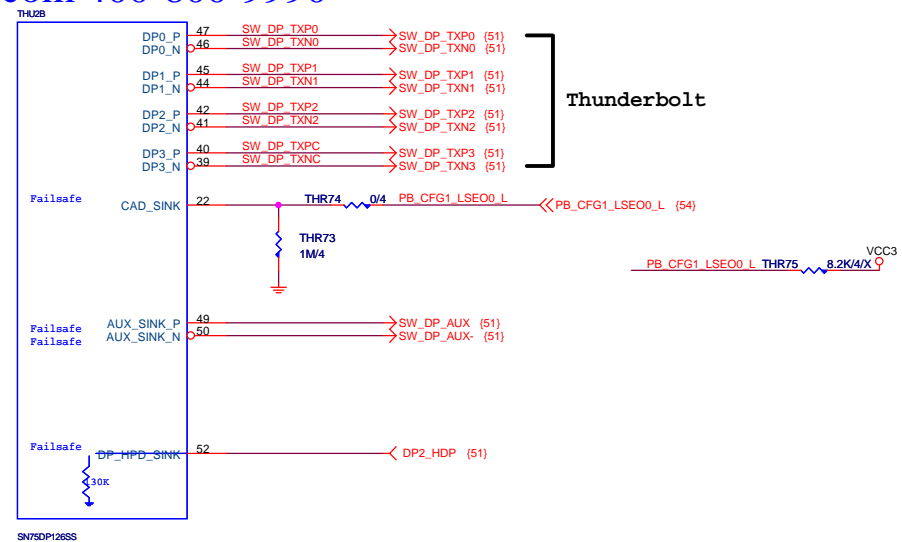 THU2B
DP0_P 47 SW_DP_TXP0 SW_DP_TXP0 {51}
DP0_N 46 SW_DP_TXN0 SW_DP_TXN0 {51}
DP1_P 45 SW_DP_TXP1 SW_DP_TXP1 {51}
DP1_N 44 SW_DP_TXN1 SW_DP_TXN1 {51}
Thunderbolt
DP2_P 42 SW_DP_TXP2 SW_DP_TXP2 {51}
DP2_N 41 SW_DP_TXN2 SW_DP_TXN2 {51}
DP3_P 40 SW_DP_TXPC SW_DP_TXP3 {51}
DP3_N 39 SW_DP_TXNC SW_DP_TXN3 {51}
Failsafe CAD_SINK 22 THR74 0/4 PB_CFG1_LSEO0_L PB_CFG1_LSEO0_L {54}
THR73
1M/4
VCC3
PB_CFG1_LSEO0_L THR75 8.2K/4/X
Failsafe AUX_SINK_P 49 SW_DP_AUX {51}
Failsafe AUX_SINK_N 50 SW_DP_AUX- {51}
Failsafe DP_HPD_SINK 52 DP2_HDP {51}
130K
SN75DP126SS